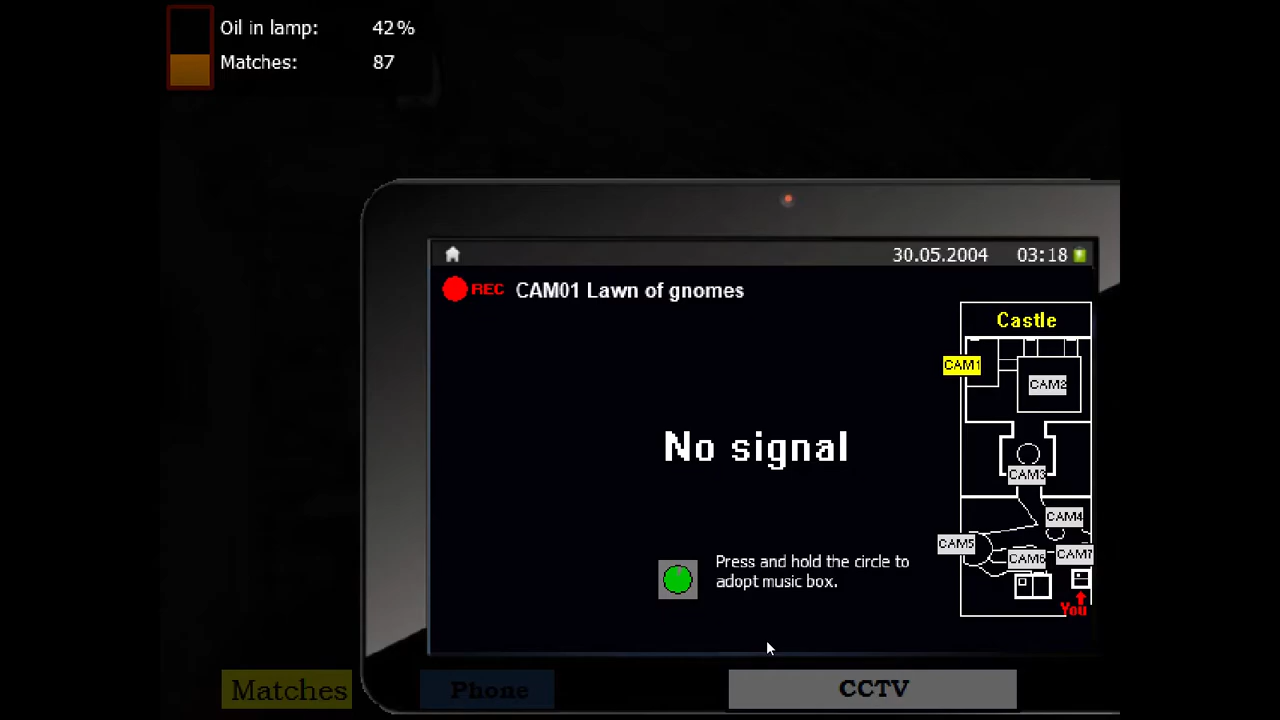 Oil in lamp: 42%
Matches: 87
30.05.2004 03:18
REC CAM01 Lawn of gnomes
Castle
CAM1
CAM2
No signal
CAM3
CAM4
CAM5
CAM6
CAM7
Press and hold the circle to
adopt music box.
You
Matches
Phone
CCTV